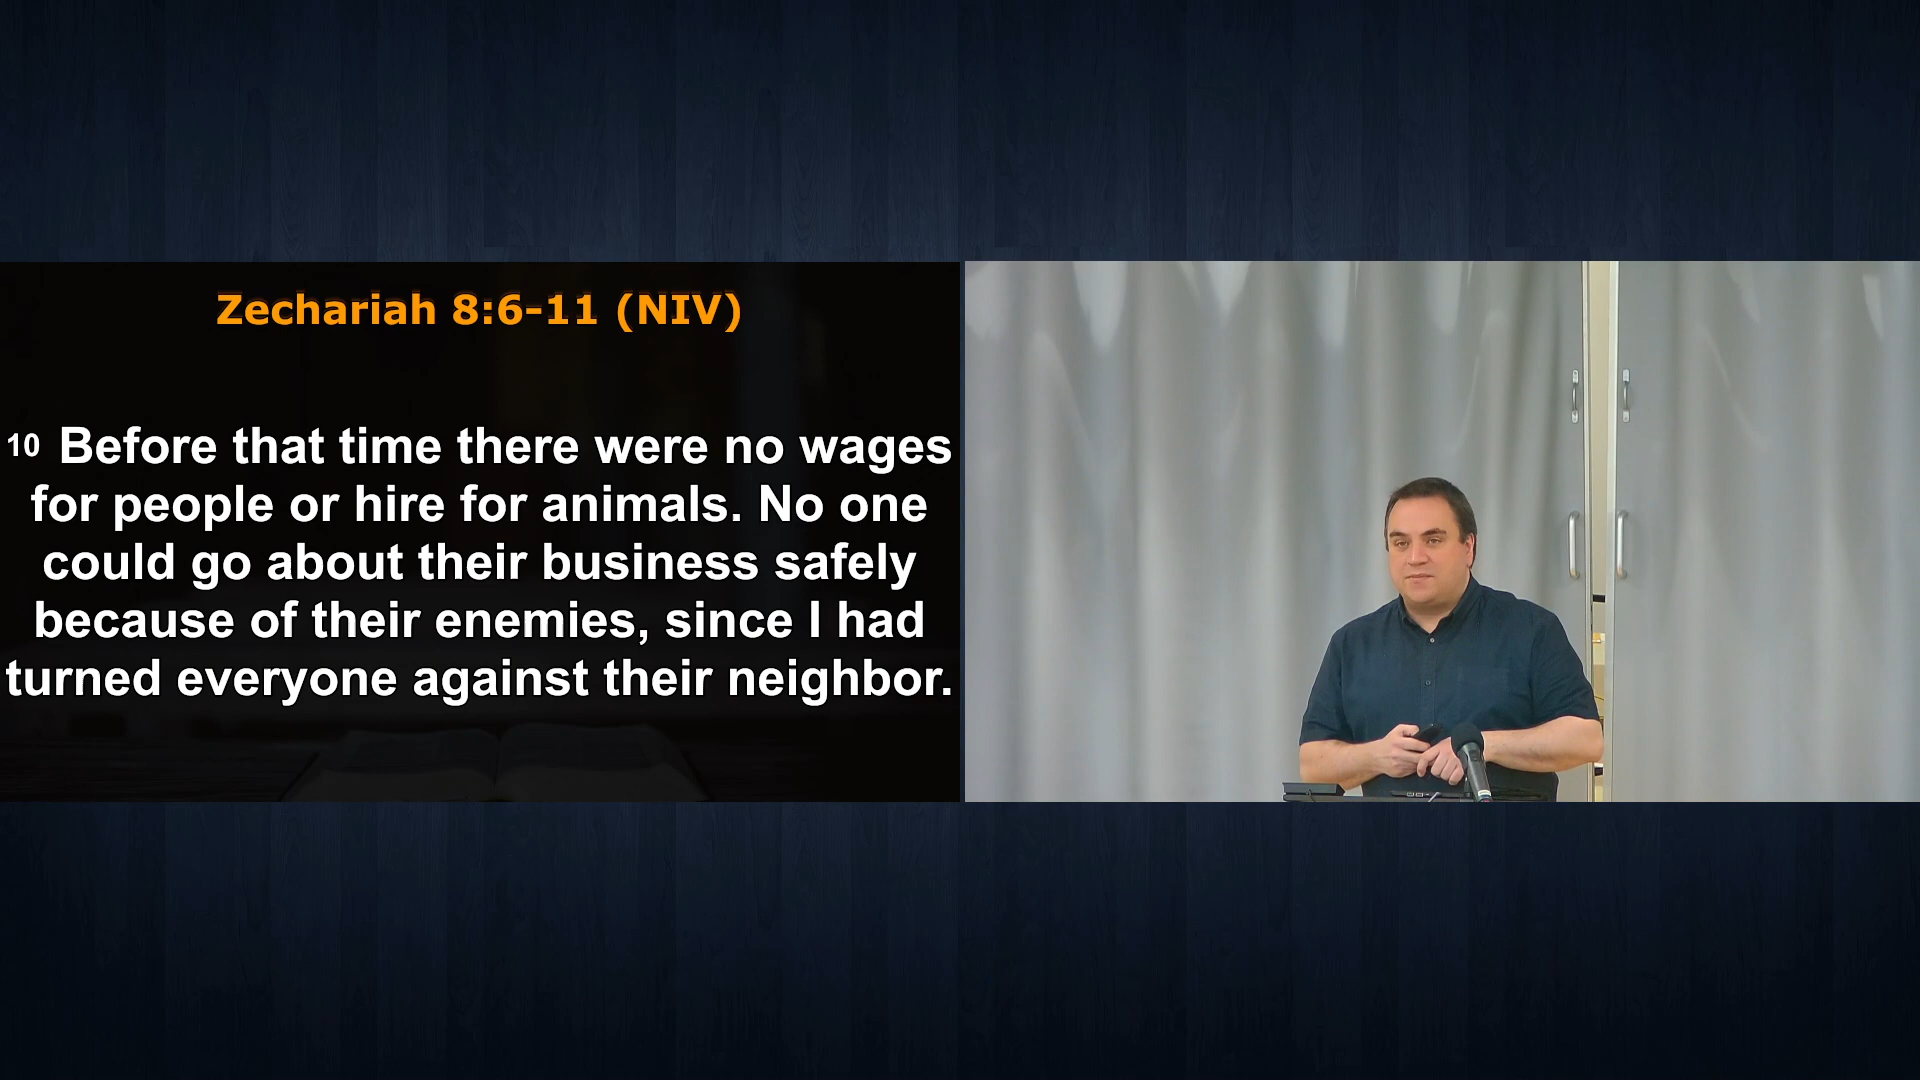 Zechariah 8:6-11 (NIV)
10 Before that time there were no wages
for people or hire for animals. No one
could go about their business safely
because of their enemies, since I had
turned everyone against their neighbor.